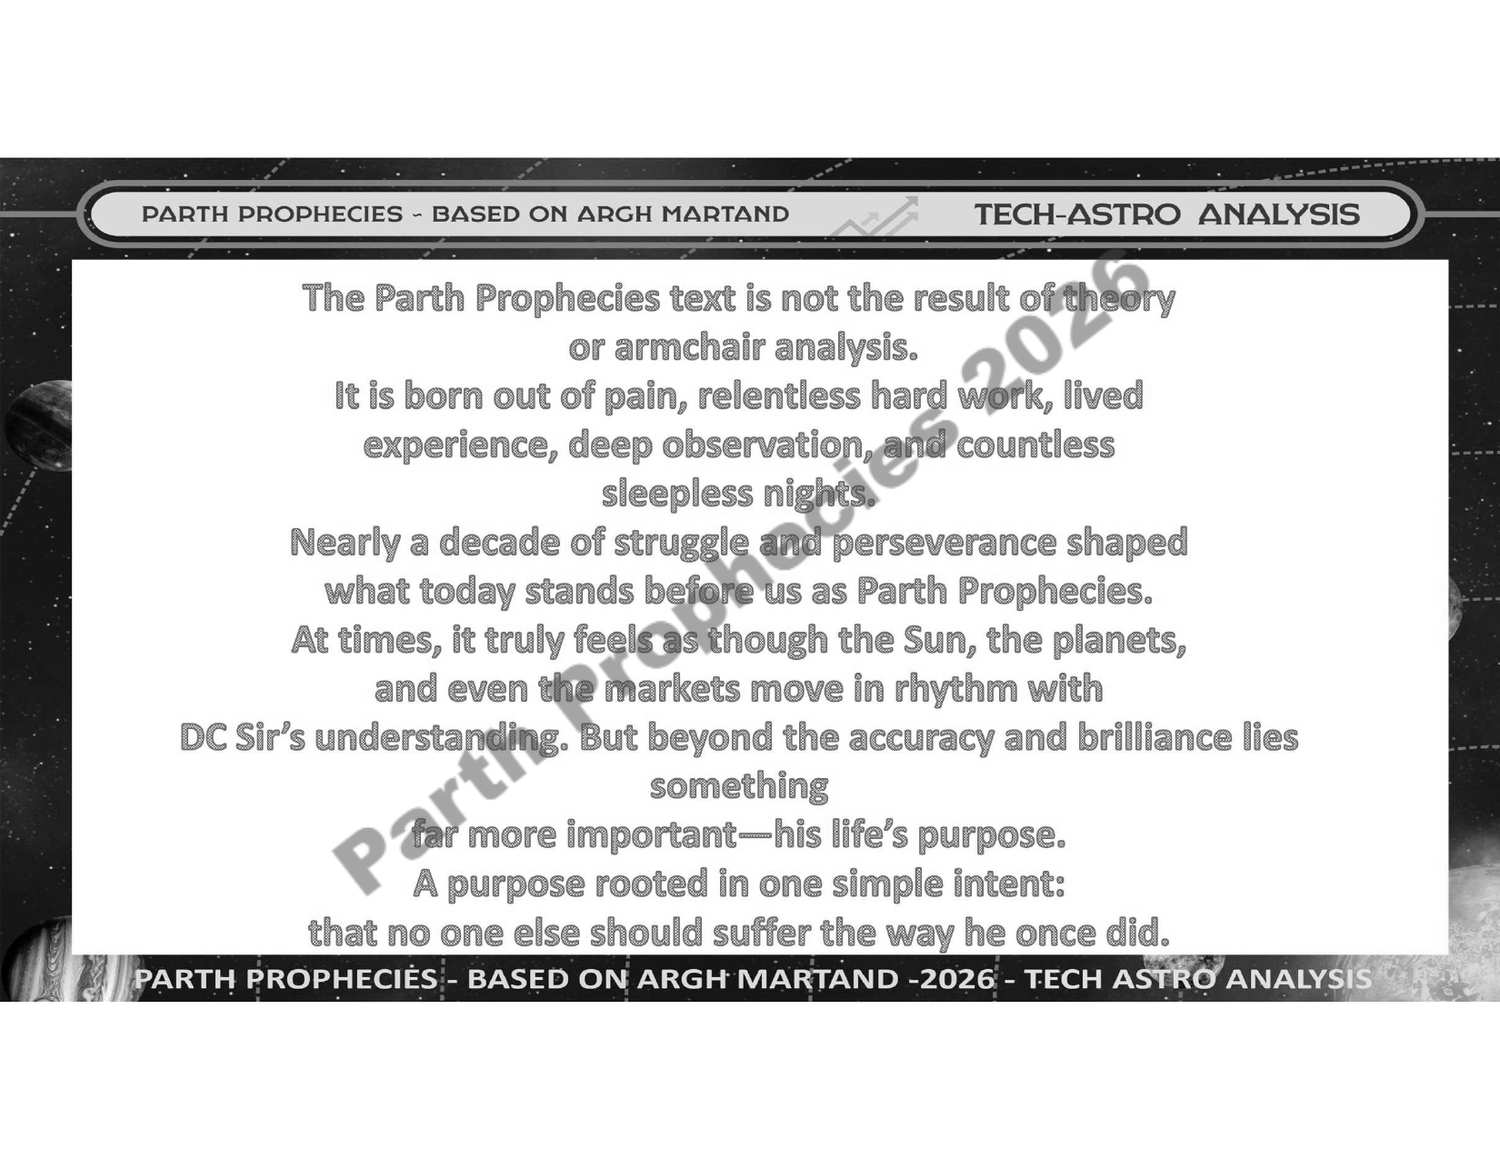 PARTH PROPHECIES ~ BASED ON ARGH MARTAND TECH-ASTRO ANALYSIS
The Parth Prophecies text is not the result of theory
or armchair analysis.
It is born out of pain, relentless hard work, lived
experience, deep observation, and countless
sleepless nights.
Nearly a decade of struggle and perseverance shaped
what today stands before us as Parth Prophecies.
At times, it truly feels as though the Sun, the planets,
and even the markets move in rhythm with
DC Sir’s understanding. But beyond the accuracy and brilliance lies
something
far more important—his life’s purpose.
A purpose rooted in one simple intent:
that no one else should suffer the way he once did.
Parth Prophecies 2026
PARTH PROPHECIES - BASED ON ARGH MARTAND -2026 - TECH ASTRO ANALYSIS